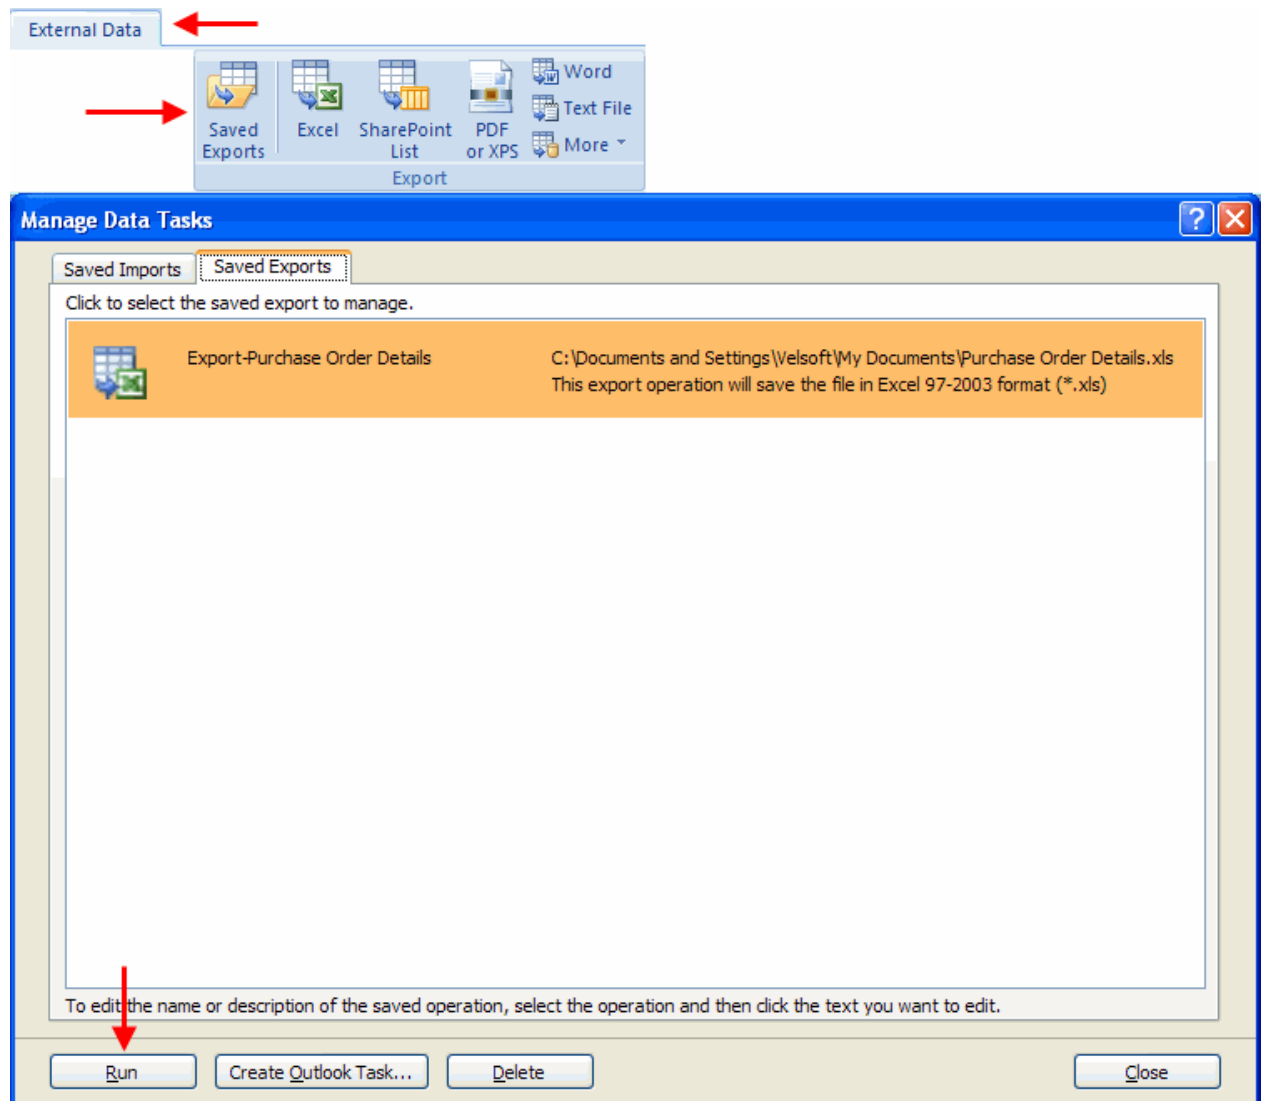 External Data
Saved Exports
Excel
SharePoint List
PDF or XPS
Word
Text File
More
Export
Manage Data Tasks
?
Saved Imports
Saved Exports
Click to select the saved export to manage.
Export-Purchase Order Details
C:\Documents and Settings\Velsoft\My Documents\Purchase Order Details.xls
This export operation will save the file in Excel 97-2003 format (*.xls)
To edit the name or description of the saved operation, select the operation and then click the text you want to edit.
Run
Create Outlook Task...
Delete
Close